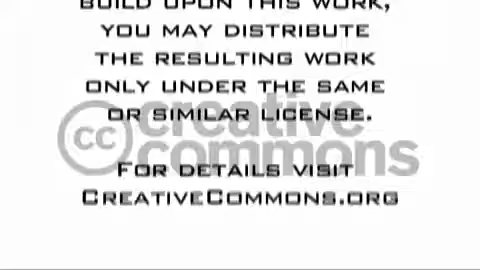 BUILD UPON THIS WORK,
YOU MAY DISTRIBUTE
THE RESULTING WORK
ONLY UNDER THE SAME
OR SIMILAR LICENSE.
cc creative
commons
FOR DETAILS VISIT
CREATIVECOMMONS.ORG